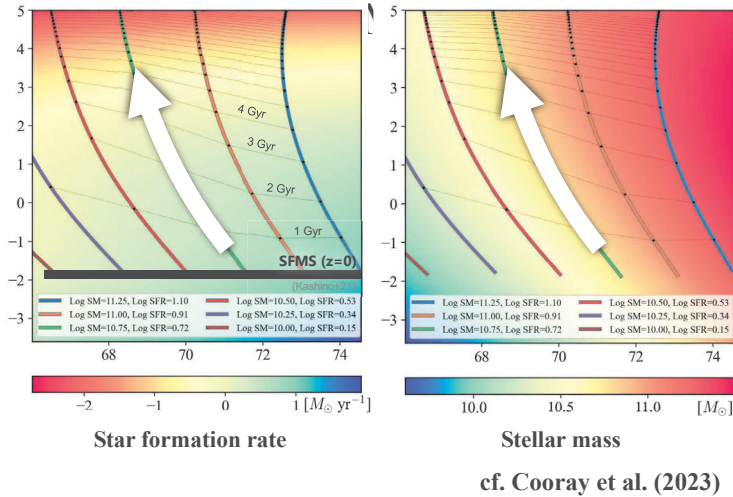 5
4
3
2
1
0
−1
−2
−3
4 Gyr
3 Gyr
2 Gyr
1 Gyr
SFMS (z=0)
(Kashino+21)
Log SM=11.25, Log SFR=1.10
Log SM=10.50, Log SFR=0.53
Log SM=11.00, Log SFR=0.91
Log SM=10.25, Log SFR=0.34
Log SM=10.75, Log SFR=0.72
Log SM=10.00, Log SFR=0.15
68 70 72 74
−2 −1 0 1 [M⊙ yr⁻¹]
Star formation rate
5
4
3
2
1
0
−1
−2
−3
Log SM=11.25, Log SFR=1.10
Log SM=10.50, Log SFR=0.53
Log SM=11.00, Log SFR=0.91
Log SM=10.25, Log SFR=0.34
Log SM=10.75, Log SFR=0.72
Log SM=10.00, Log SFR=0.15
68 70 72
10.0 10.5 11.0 [M⊙]
Stellar mass
cf. Cooray et al. (2023)